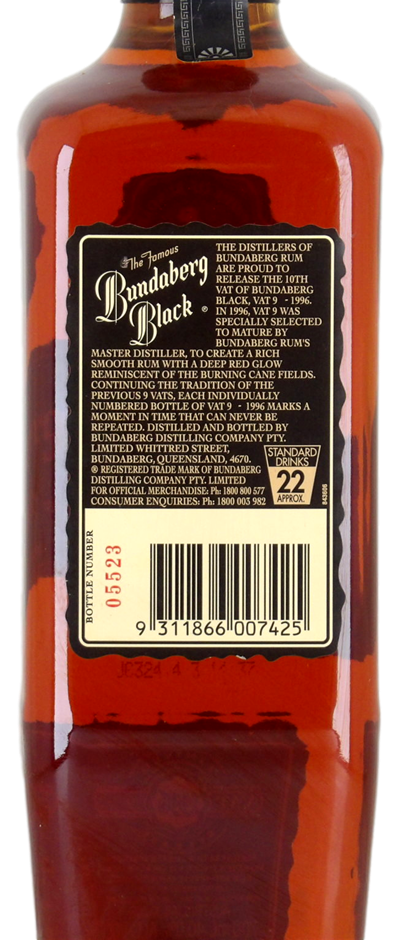 The Famous
Bundaberg
Black ®
THE DISTILLERS OF
BUNDABERG RUM
ARE PROUD TO
RELEASE THE 10TH
VAT OF BUNDABERG
BLACK, VAT 9 - 1996.
IN 1996, VAT 9 WAS
SPECIALLY SELECTED
TO MATURE BY
BUNDABERG RUM'S
MASTER DISTILLER, TO CREATE A RICH
SMOOTH RUM WITH A DEEP RED GLOW
REMINISCENT OF THE BURNING CANE FIELDS.
CONTINUING THE TRADITION OF THE
PREVIOUS 9 VATS, EACH INDIVIDUALLY
NUMBERED BOTTLE OF VAT 9 - 1996 MARKS A
MOMENT IN TIME THAT CAN NEVER BE
REPEATED. DISTILLED AND BOTTLED BY
BUNDABERG DISTILLING COMPANY PTY.
LIMITED WHITTRED STREET,
BUNDABERG, QUEENSLAND, 4670.
® REGISTERED TRADE MARK OF BUNDABERG
DISTILLING COMPANY PTY. LIMITED
FOR OFFICIAL MERCHANDISE: Ph: 1800 800 577
CONSUMER ENQUIRIES: Ph: 1800 003 982
STANDARD
DRINKS
22
APPROX.
BOTTLE NUMBER
05523
9 311866 007425